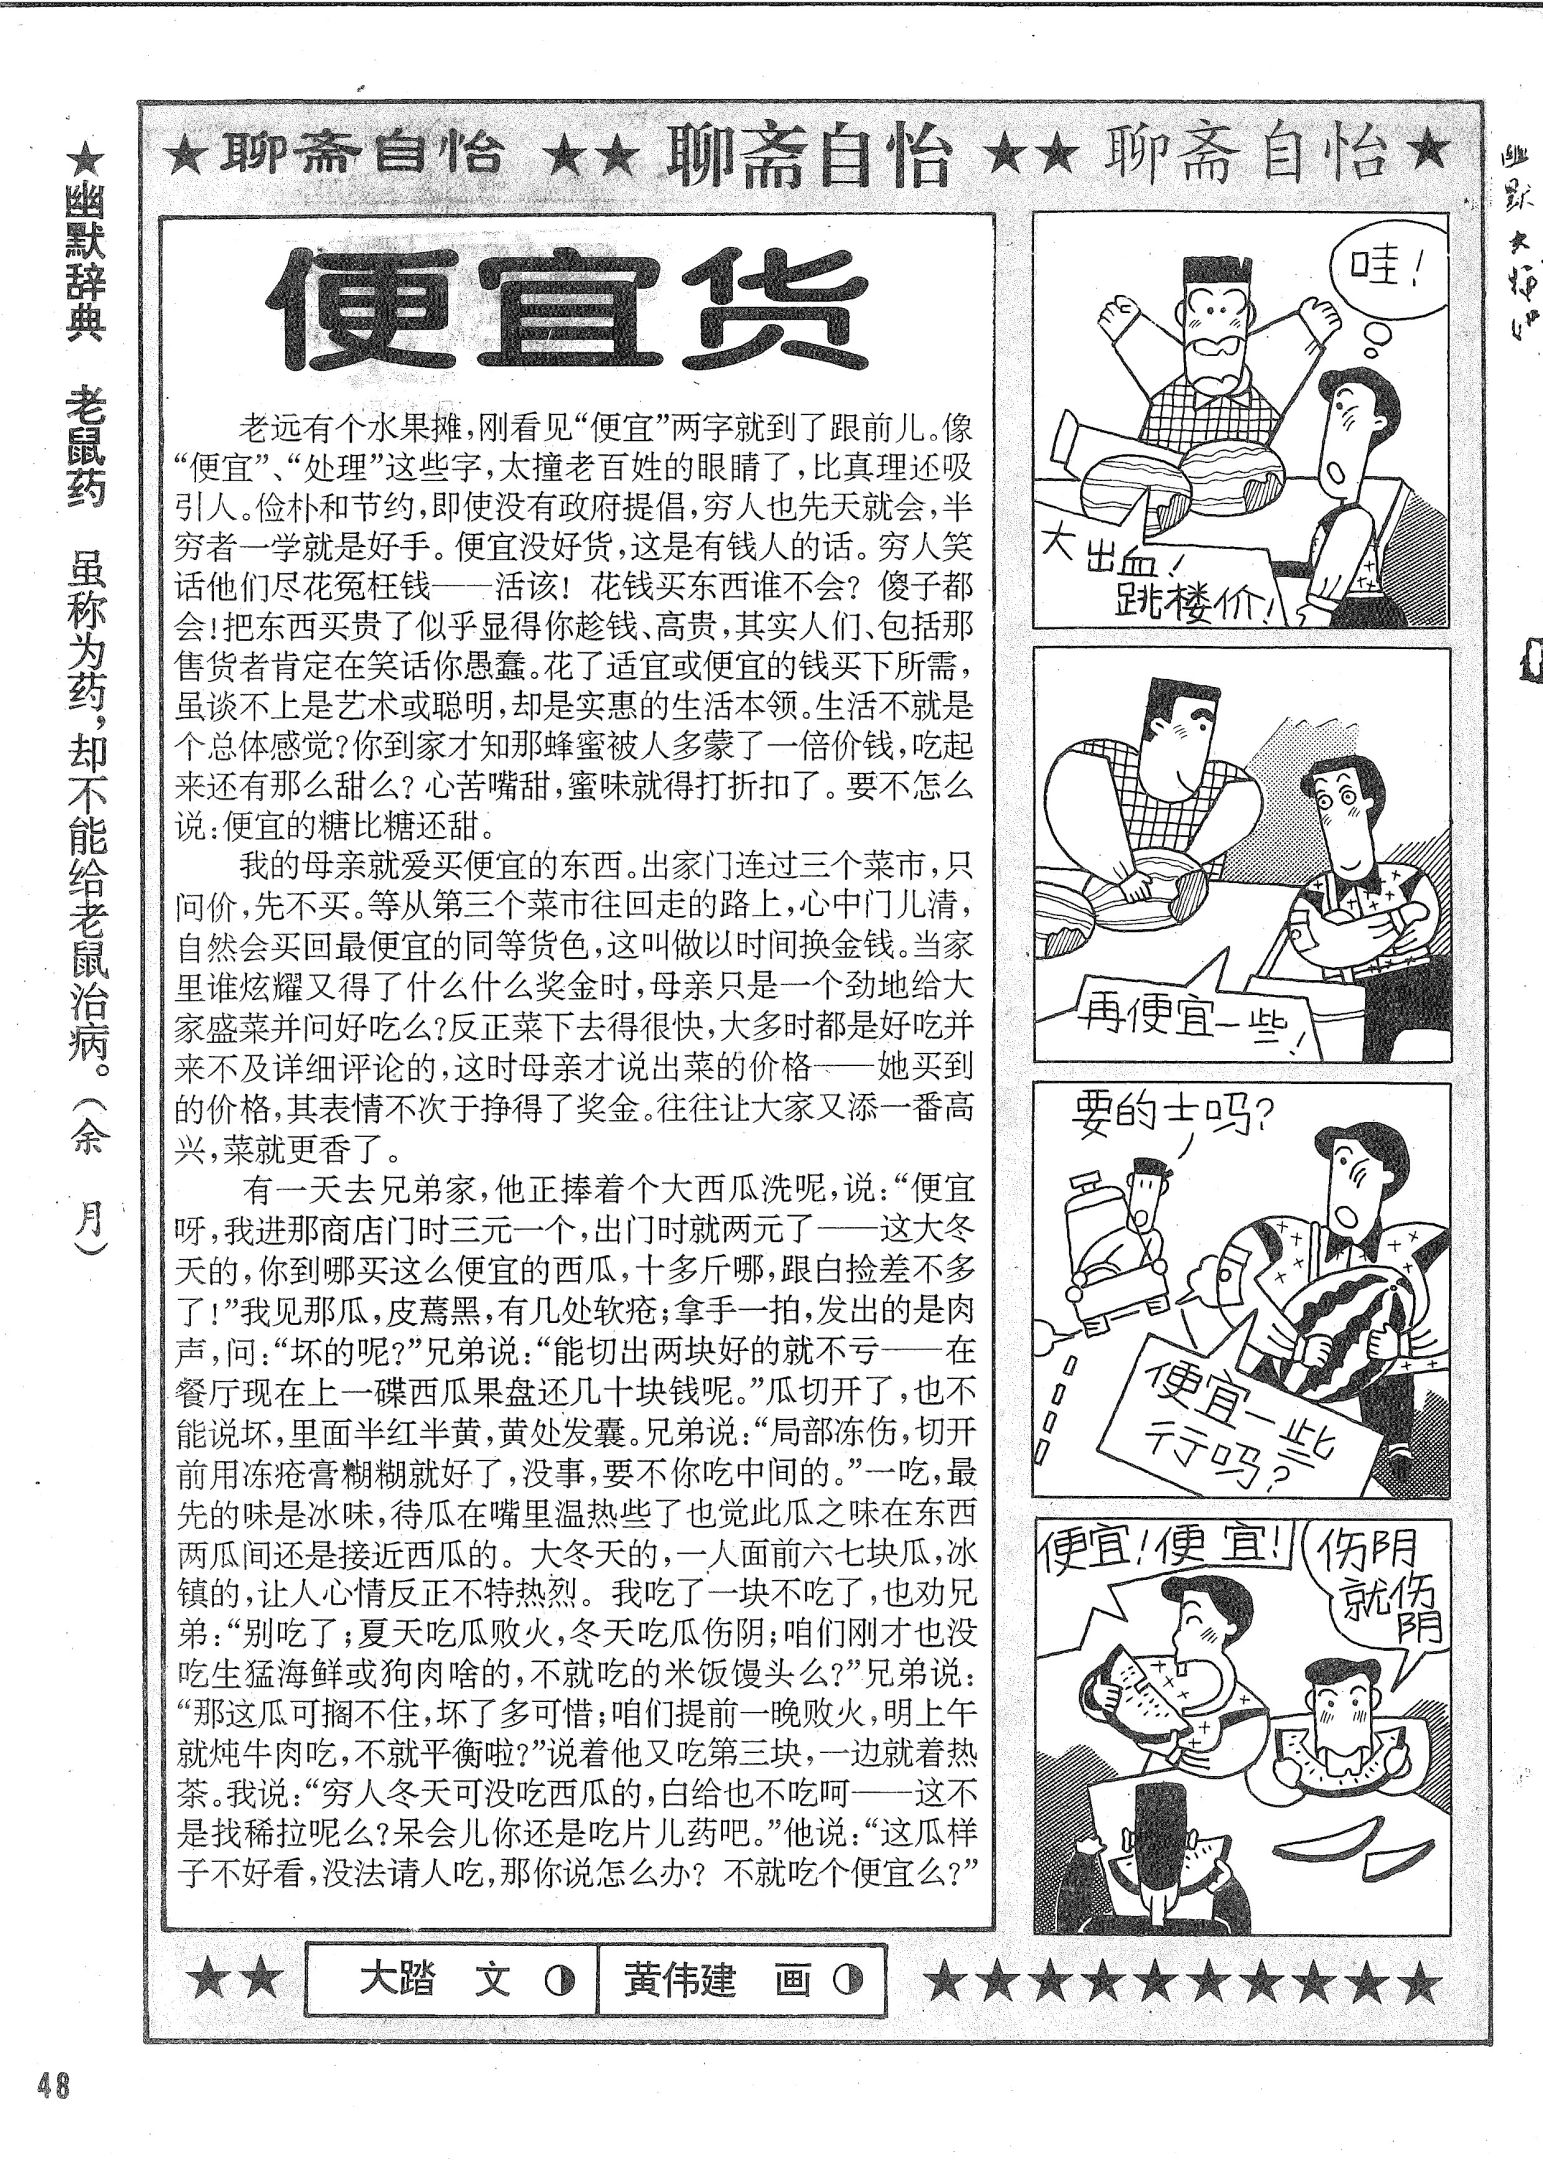 ★聊斋自怡 ★★聊斋自怡 ★★聊斋自怡★
便宜货
老远有个水果摊，刚看见“便宜”两字就到了跟前儿。像
“便宜”、“处理”这些字，太撞老百姓的眼睛了，比真理还吸
引人。俭朴和节约，即使没有政府提倡，穷人也先天就会，半
穷者一学就是好手。便宜没好货，这是有钱人的话。穷人笑
话他们尽花冤枉钱——活该！花钱买东西谁不会？傻子都
会！把东西买贵了似乎显得你趁钱、高贵，其实人们、包括那
售货者肯定在笑话你愚蠢。花了适宜或便宜的钱买下所需，
虽谈不上是艺术或聪明，却是实惠的生活本领。生活不就是
个总体感觉？你到家才知那蜂蜜被人多蒙了一倍价钱，吃起
来还有那么甜么？心苦嘴甜，蜜味就得打折扣了。要不怎么
说：便宜的糖比糖还甜。
我的母亲就爱买便宜的东西。出家门连过三个菜市，只
问价，先不买。等从第三个菜市往回走的路上，心中门儿清，
自然会买回最便宜的同等货色，这叫做以时间换金钱。当家
里谁炫耀又得了什么什么奖金时，母亲只是一个劲地给大
家盛菜并问好吃么？反正菜下去得很快，大多时都是好吃并
来不及详细评论的，这时母亲才说出菜的价格——她买到
的价格，其表情不次于挣得了奖金。往往让大家又添一番高
兴，菜就更香了。
有一天去兄弟家，他正捧着个大西瓜洗呢，说：“便宜
呀，我进那商店门时三元一个，出门时就两元了——这大冬
天的，你到哪买这么便宜的西瓜，十多斤哪，跟白捡差不多
了！”我见那瓜，皮蔫黑，有几处软疮；拿手一拍，发出的是肉
声，问：“坏的呢？”兄弟说：“能切出两块好的就不亏——在
餐厅现在上一碟西瓜果盘还几十块钱呢。”瓜切开了，也不
能说坏，里面半红半黄，黄处发囊。兄弟说：“局部冻伤，切开
前用冻疮膏糊糊就好了，没事，要不你吃中间的。”一吃，最
先的味是冰味，待瓜在嘴里温热些了也觉此瓜之味在东西
两瓜间还是接近西瓜的。大冬天的，一人面前六七块瓜，冰
镇的，让人心情反正不特热烈。我吃了一块不吃了，也劝兄
弟：“别吃了；夏天吃瓜败火，冬天吃瓜伤阴；咱们刚才也没
吃生猛海鲜或狗肉啥的，不就吃的米饭馒头么？”兄弟说：
“那这瓜可搁不住，坏了多可惜；咱们提前一晚败火，明上午
就炖牛肉吃，不就平衡啦？”说着他又吃第三块，一边就着热
茶。我说：“穷人冬天可没吃西瓜的，白给也不吃呵——这不
是找稀拉呢么？呆会儿你还是吃片儿药吧。”他说：“这瓜样
子不好看，没法请人吃，那你说怎么办？不就吃个便宜么？”
哇！
大出血！
跳楼价！
再便宜一些！
要的士吗？
便宜一些
行吗？
便宜！便宜！
伤阴
就伤
阴
★★
大踏 文
黄伟建 画
★★★★★★★★★★
★幽默辞典 老鼠药 虽称为药，却不能给老鼠治病。（余 月）
48